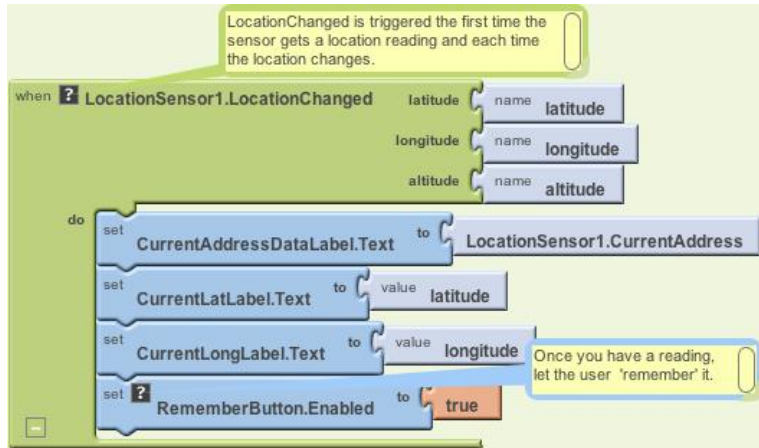 LocationChanged is triggered the first time the
sensor gets a location reading and each time
the location changes.
when ? LocationSensor1.LocationChanged latitude name latitude
longitude name longitude
altitude name altitude
do
set CurrentAddressDataLabel.Text to LocationSensor1.CurrentAddress
set CurrentLatLabel.Text to value latitude
set CurrentLongLabel.Text to value longitude
Once you have a reading,
let the user 'remember' it.
set ? RememberButton.Enabled to true